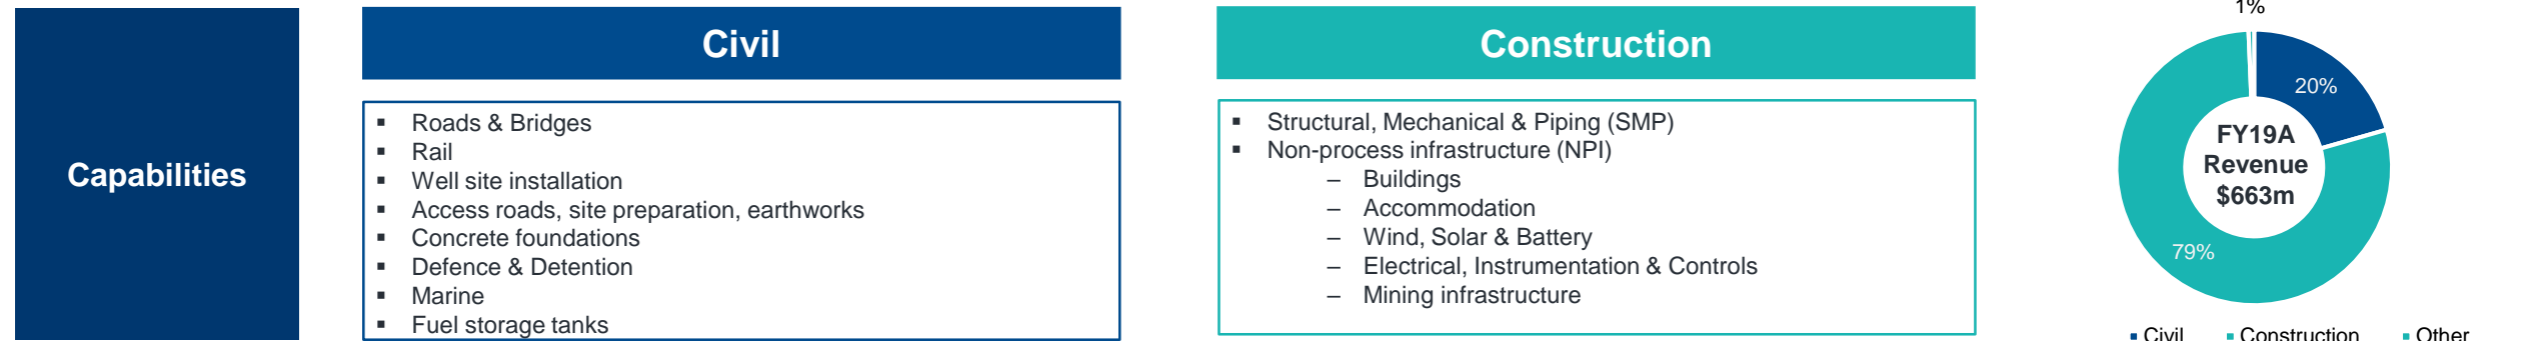 Capabilities
Civil
▪ Roads & Bridges
▪ Rail
▪ Well site installation
▪ Access roads, site preparation, earthworks
▪ Concrete foundations
▪ Defence & Detention
▪ Marine
▪ Fuel storage tanks
Construction
▪ Structural, Mechanical & Piping (SMP)
▪ Non-process infrastructure (NPI)
– Buildings
– Accommodation
– Wind, Solar & Battery
– Electrical, Instrumentation & Controls
– Mining infrastructure
1%
20%
FY19A
Revenue
$663m
79%
Civil Construction Other